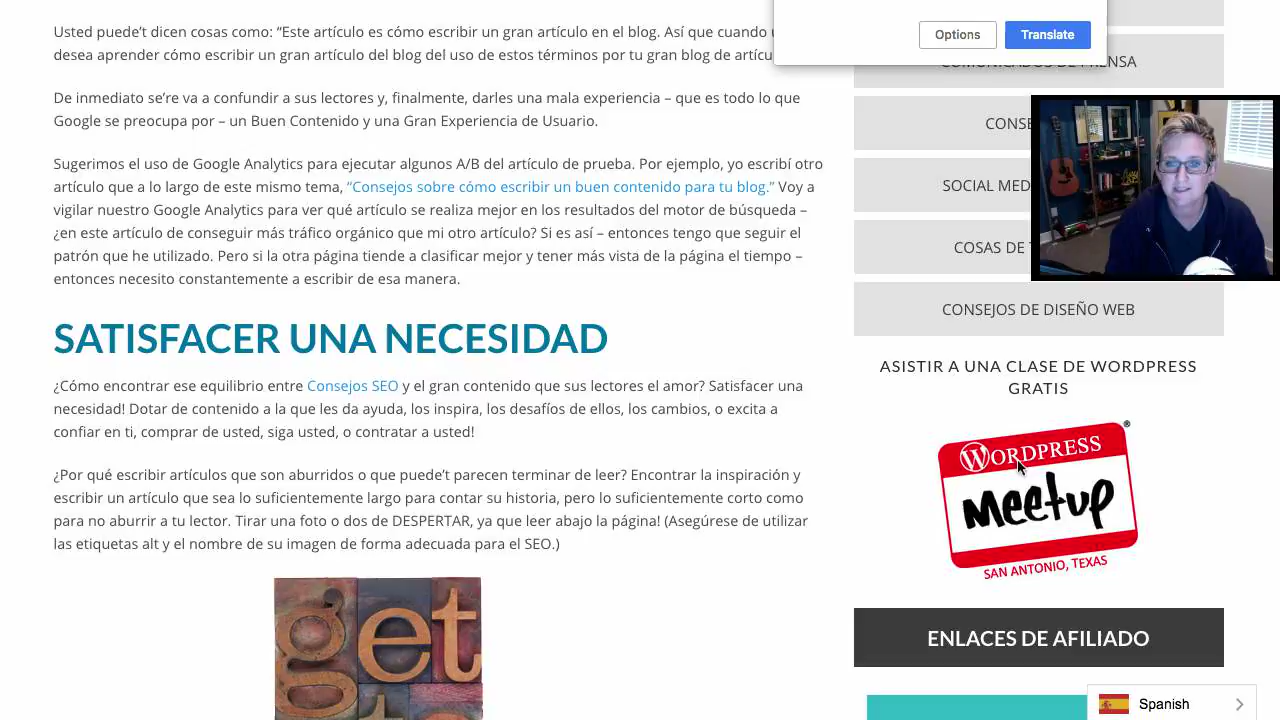 Usted puede't dicen cosas como: “Este artículo es cómo escribir un gran artículo en el blog. Así que cuando
desea aprender cómo escribir un gran artículo del blog del uso de estos términos por tu gran blog de
De inmediato se're va a confundir a sus lectores y, finalmente, darles una mala experiencia – que es todo lo que
Google se preocupa por – un Buen Contenido y una Gran Experiencia de Usuario.
Sugerimos el uso de Google Analytics para ejecutar algunos A/B del artículo de prueba. Por ejemplo, yo escribí otro
artículo que a lo largo de este mismo tema, “Consejos sobre cómo escribir un buen contenido para tu blog.” Voy a
vigilar nuestro Google Analytics para ver qué artículo se realiza mejor en los resultados del motor de búsqueda –
¿en este artículo de conseguir más tráfico orgánico que mi otro artículo? Si es así – entonces tengo que seguir el
patrón que he utilizado. Pero si la otra página tiende a clasificar mejor y tener más vista de la página el tiempo –
entonces necesito constantemente a escribir de esa manera.
SATISFACER UNA NECESIDAD
¿Cómo encontrar ese equilibrio entre Consejos SEO y el gran contenido que sus lectores el amor? Satisfacer una
necesidad! Dotar de contenido a la que les da ayuda, los inspira, los desafíos de ellos, los cambios, o excita a
confiar en ti, comprar de usted, siga usted, o contratar a usted!
¿Por qué escribir artículos que son aburridos o que puede't parecen terminar de leer? Encontrar la inspiración y
escribir un artículo que sea lo suficientemente largo para contar su historia, pero lo suficientemente corto como
para no aburrir a tu lector. Tirar una foto o dos de DESPERTAR, ya que leer abajo la página! (Asegúrese de utilizar
las etiquetas alt y el nombre de su imagen de forma adecuada para el SEO.)
get
Options
Translate
COMUNICADOS DE PRENSA
SOCIAL
COSAS DE
CONSEJOS DE DISEÑO WEB
ASISTIR A UNA CLASE DE WORDPRESS
GRATIS
WORDPRESS
meetup
®
SAN ANTONIO, TEXAS
ENLACES DE AFILIADO
Spanish